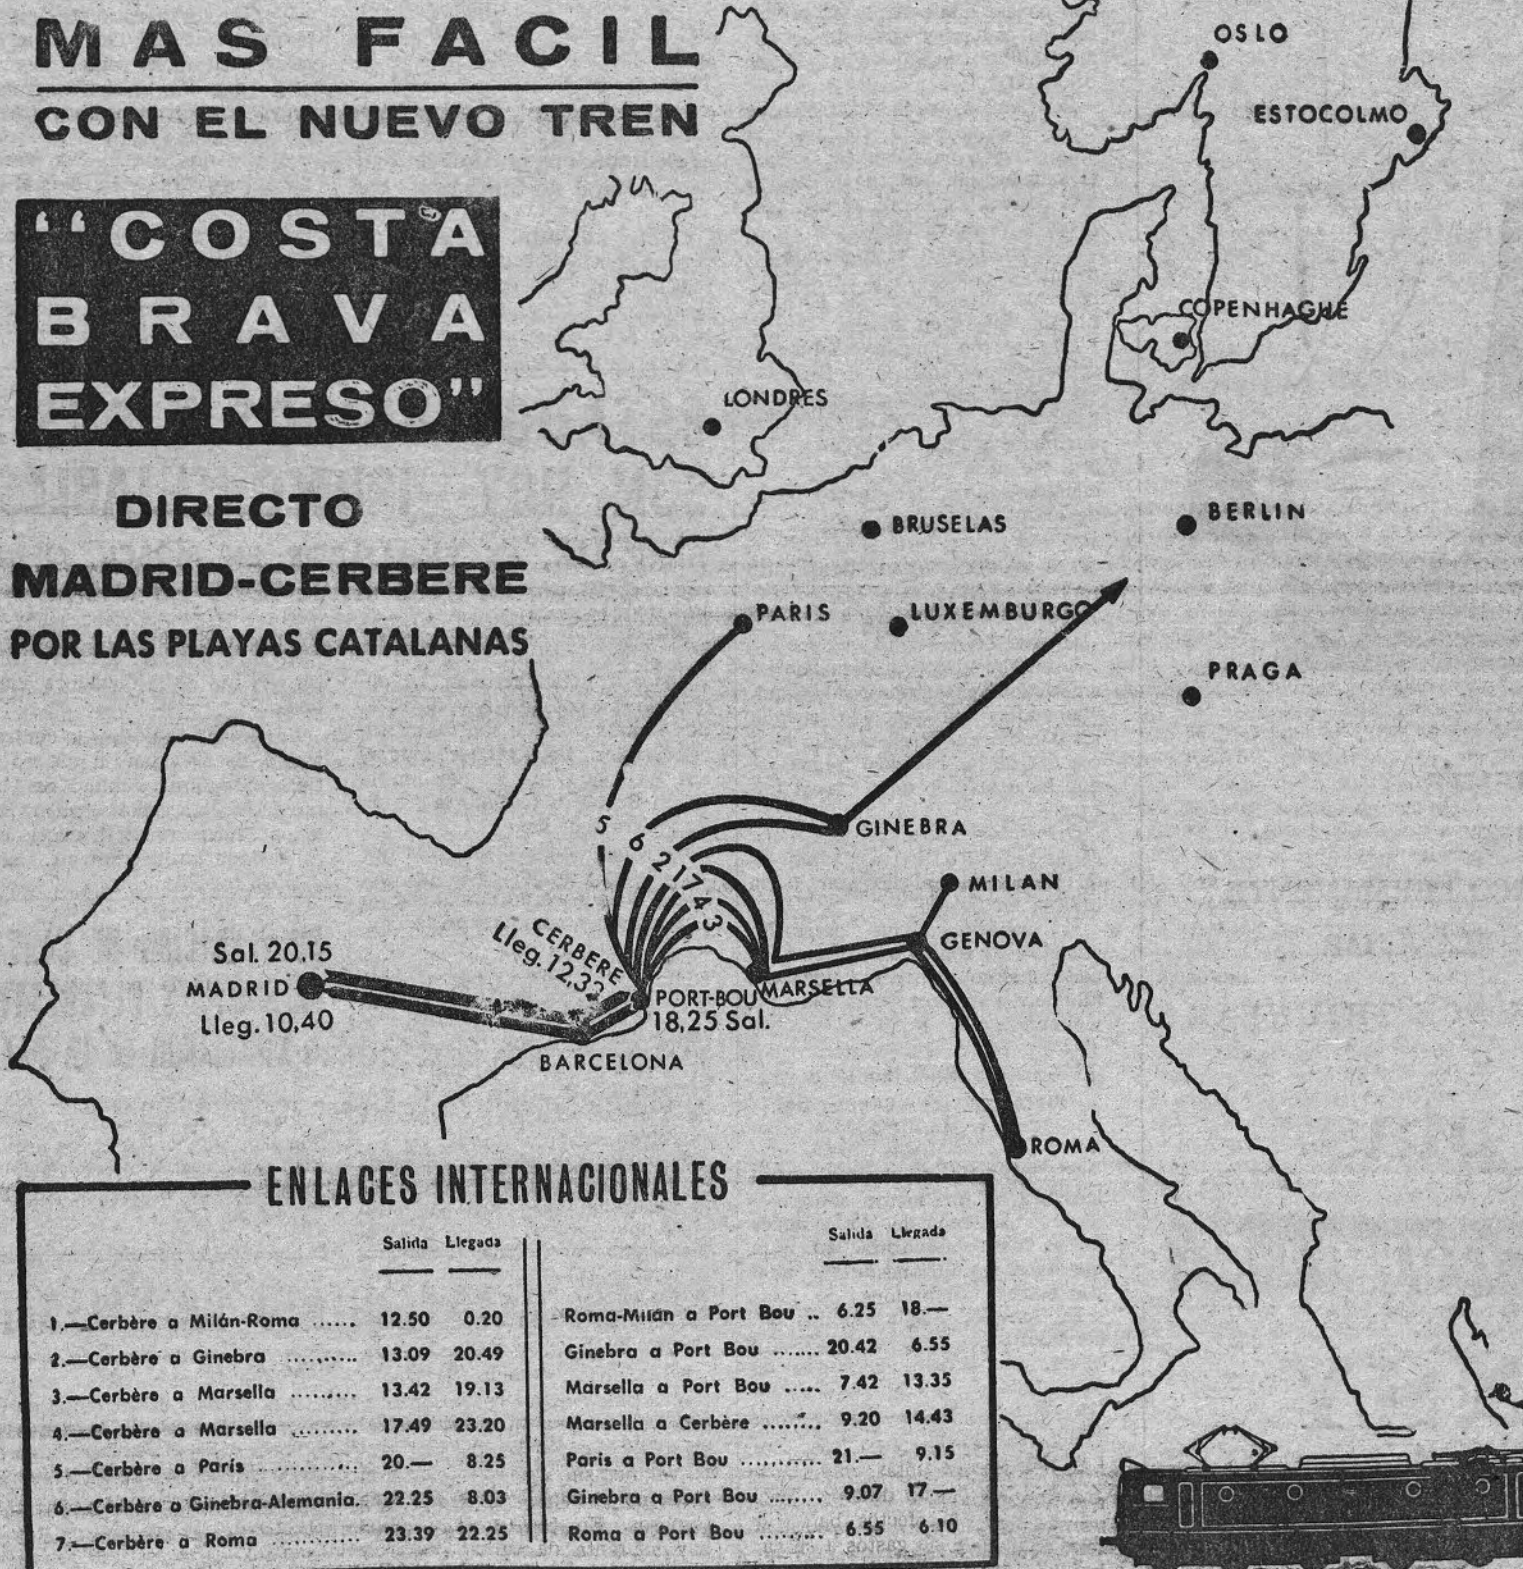 MAS FACIL
CON EL NUEVO TREN
"COSTA
BRAVA
EXPRESO"
DIRECTO
MADRID-CERBERE
POR LAS PLAYAS CATALANAS
OSLO
ESTOCOLMO
COPENHAGUE
LONDRES
BRUSELAS
BERLIN
PARIS
LUXEMBURGO
PRAGA
5
6
2
1
7
4
3
GINEBRA
MILAN
GENOVA
CERBERE
Lleg. 12,3
Sal. 20,15
MADRID
Lleg. 10,40
PORT-BOU
18,25 Sal.
MARSELLA
BARCELONA
ROMA
ENLACES INTERNACIONALES
Salida Llegada
1.—Cerbère a Milán-Roma ...... 12.50 0.20
2.—Cerbère a Ginebra .......... 13.09 20.49
3.—Cerbère a Marsella ......... 13.42 19.13
4.—Cerbère a Marsella ......... 17.49 23.20
5.—Cerbère a París ............. 20.— 8.25
6.—Cerbère a Ginebra-Alemania. 22.25 8.03
7.—Cerbère a Roma ............ 23.39 22.25
Salida Llegada
Roma-Milán a Port Bou .. 6.25 18.—
Ginebra a Port Bou ....... 20.42 6.55
Marsella a Port Bou ..... 7.42 13.35
Marsella a Cerbère ........ 9.20 14.43
Paris a Port Bou ........... 21.— 9.15
Ginebra a Port Bou ........ 9.07 17.—
Roma a Port Bou .......... 6.55 6.10